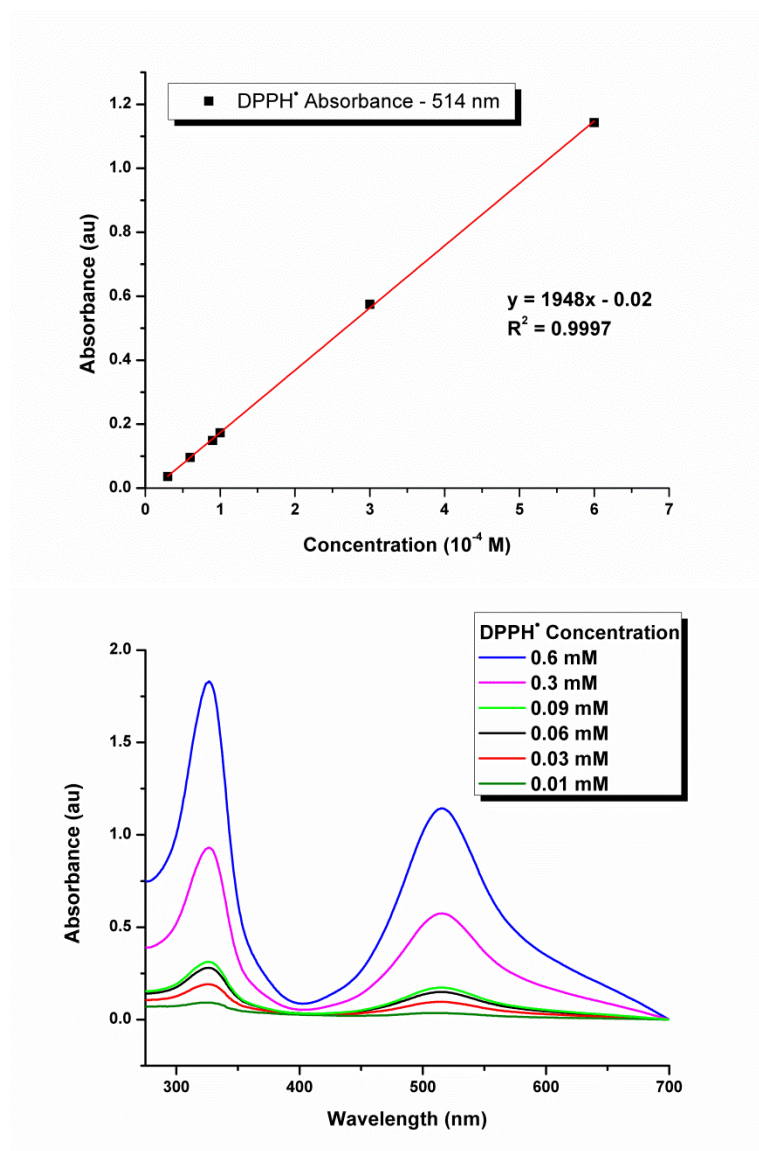 DPPH• Absorbance - 514 nm
1.2
1.0
0.8
0.6
0.4
0.2
0.0
Absorbance (au)
y = 1948x - 0.02
R² = 0.9997
0 1 2 3 4 5 6 7
Concentration (10⁻⁴ M)
DPPH• Concentration
0.6 mM
0.3 mM
0.09 mM
0.06 mM
0.03 mM
0.01 mM
2.0
1.5
1.0
0.5
0.0
Absorbance (au)
300 400 500 600 700
Wavelength (nm)